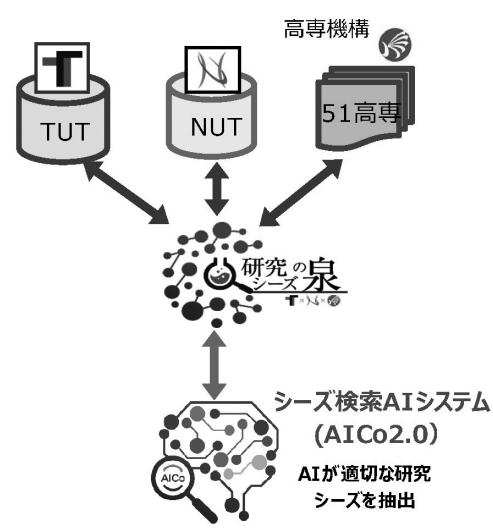 高専機構
TUT
NUT
51高専
研究の
シーズ泉
シーズ検索AIシステム
(AICo2.0)
AICo
AIが適切な研究
シーズを抽出